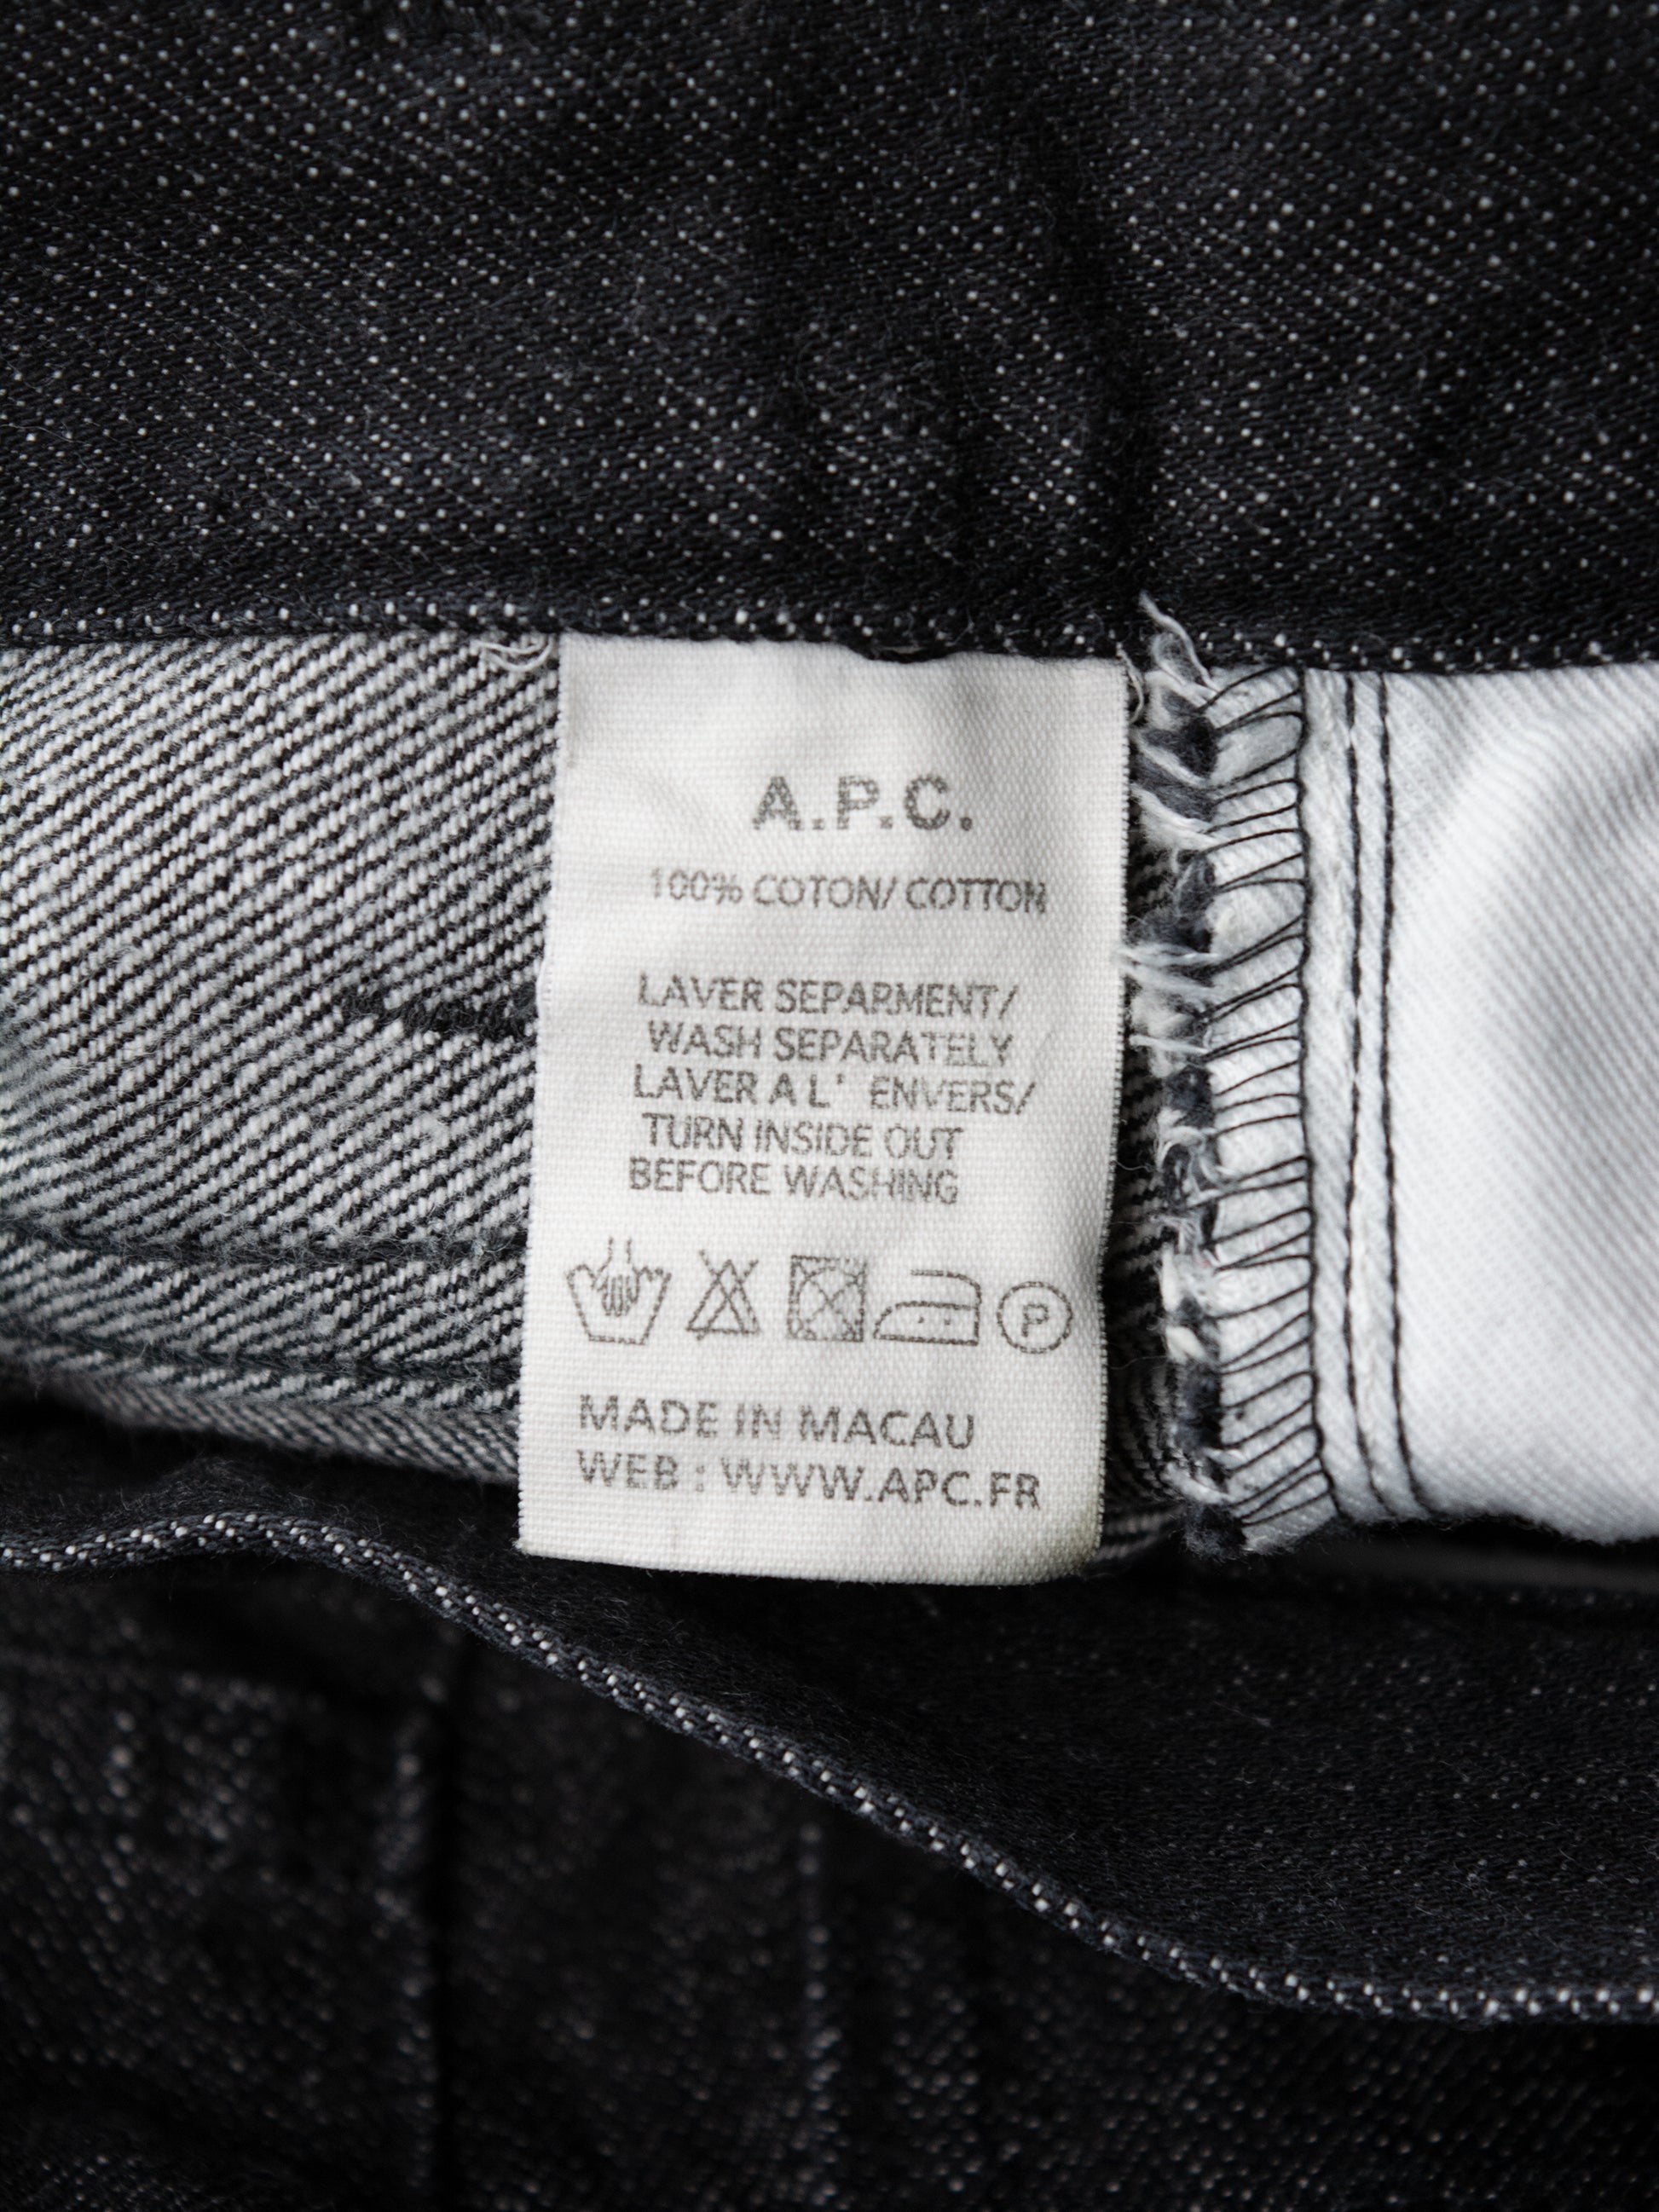 A.P.C.
100% COTON/ COTTON
LAVER SEPARMENT/
WASH SEPARATELY
LAVER A L' ENVERS/
TURN INSIDE OUT
BEFORE WASHING
P
MADE IN MACAU
WEB : WWW.APC.FR